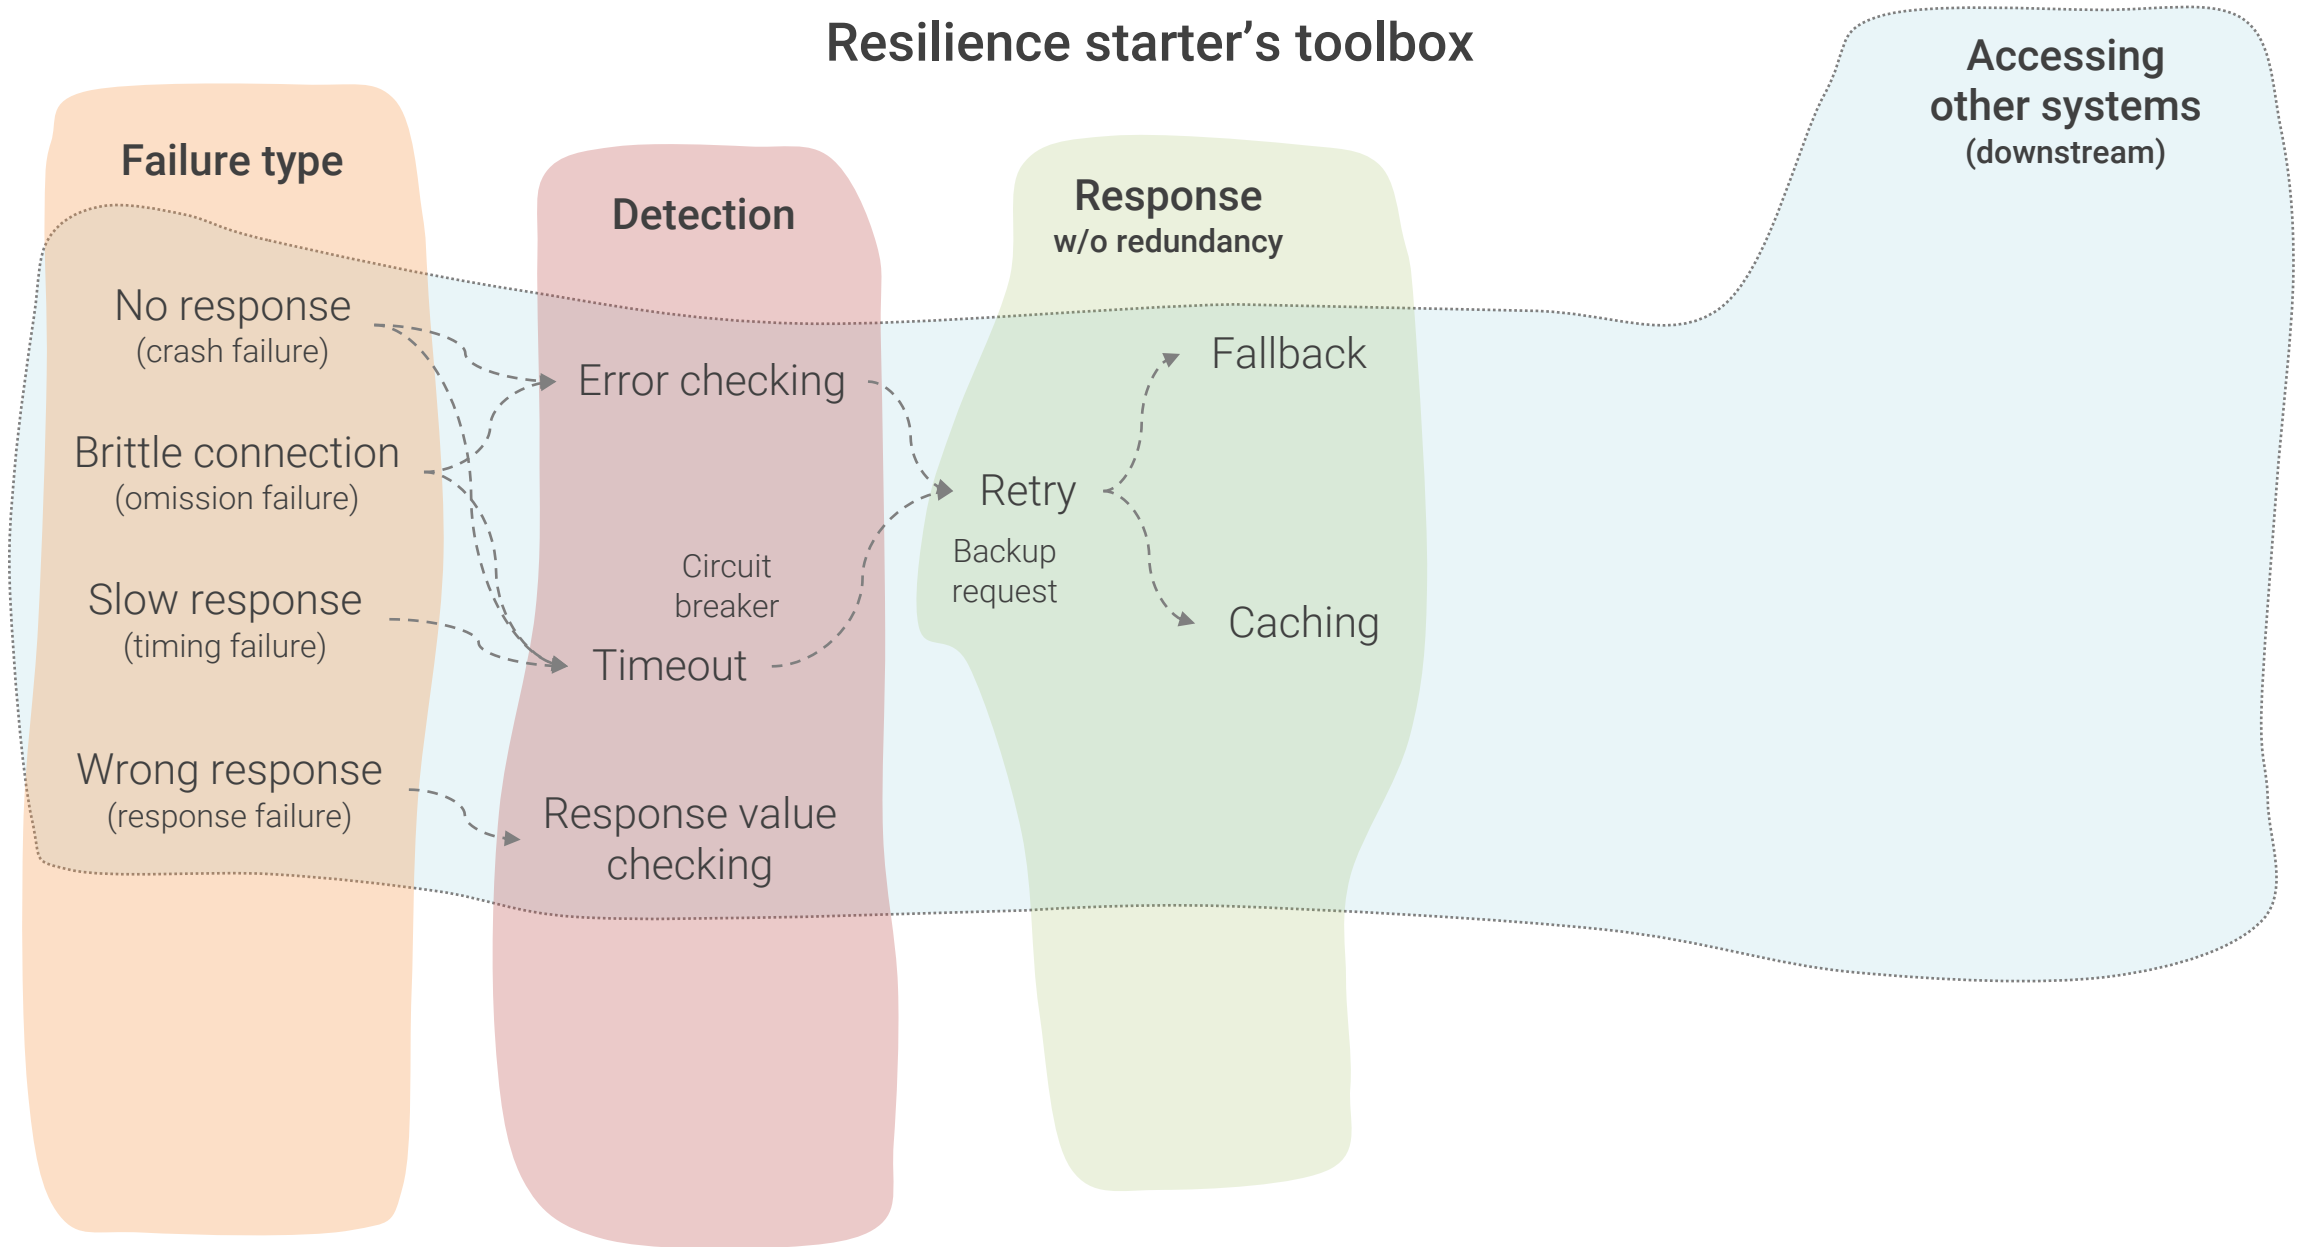 Resilience starter’s toolbox
Accessing
other systems
(downstream)
Failure type
No response
(crash failure)
Brittle connection
(omission failure)
Slow response
(timing failure)
Wrong response
(response failure)
Detection
Error checking
Circuit
breaker
Timeout
Response value
checking
Response
w/o redundancy
Fallback
Retry
Backup
request
Caching